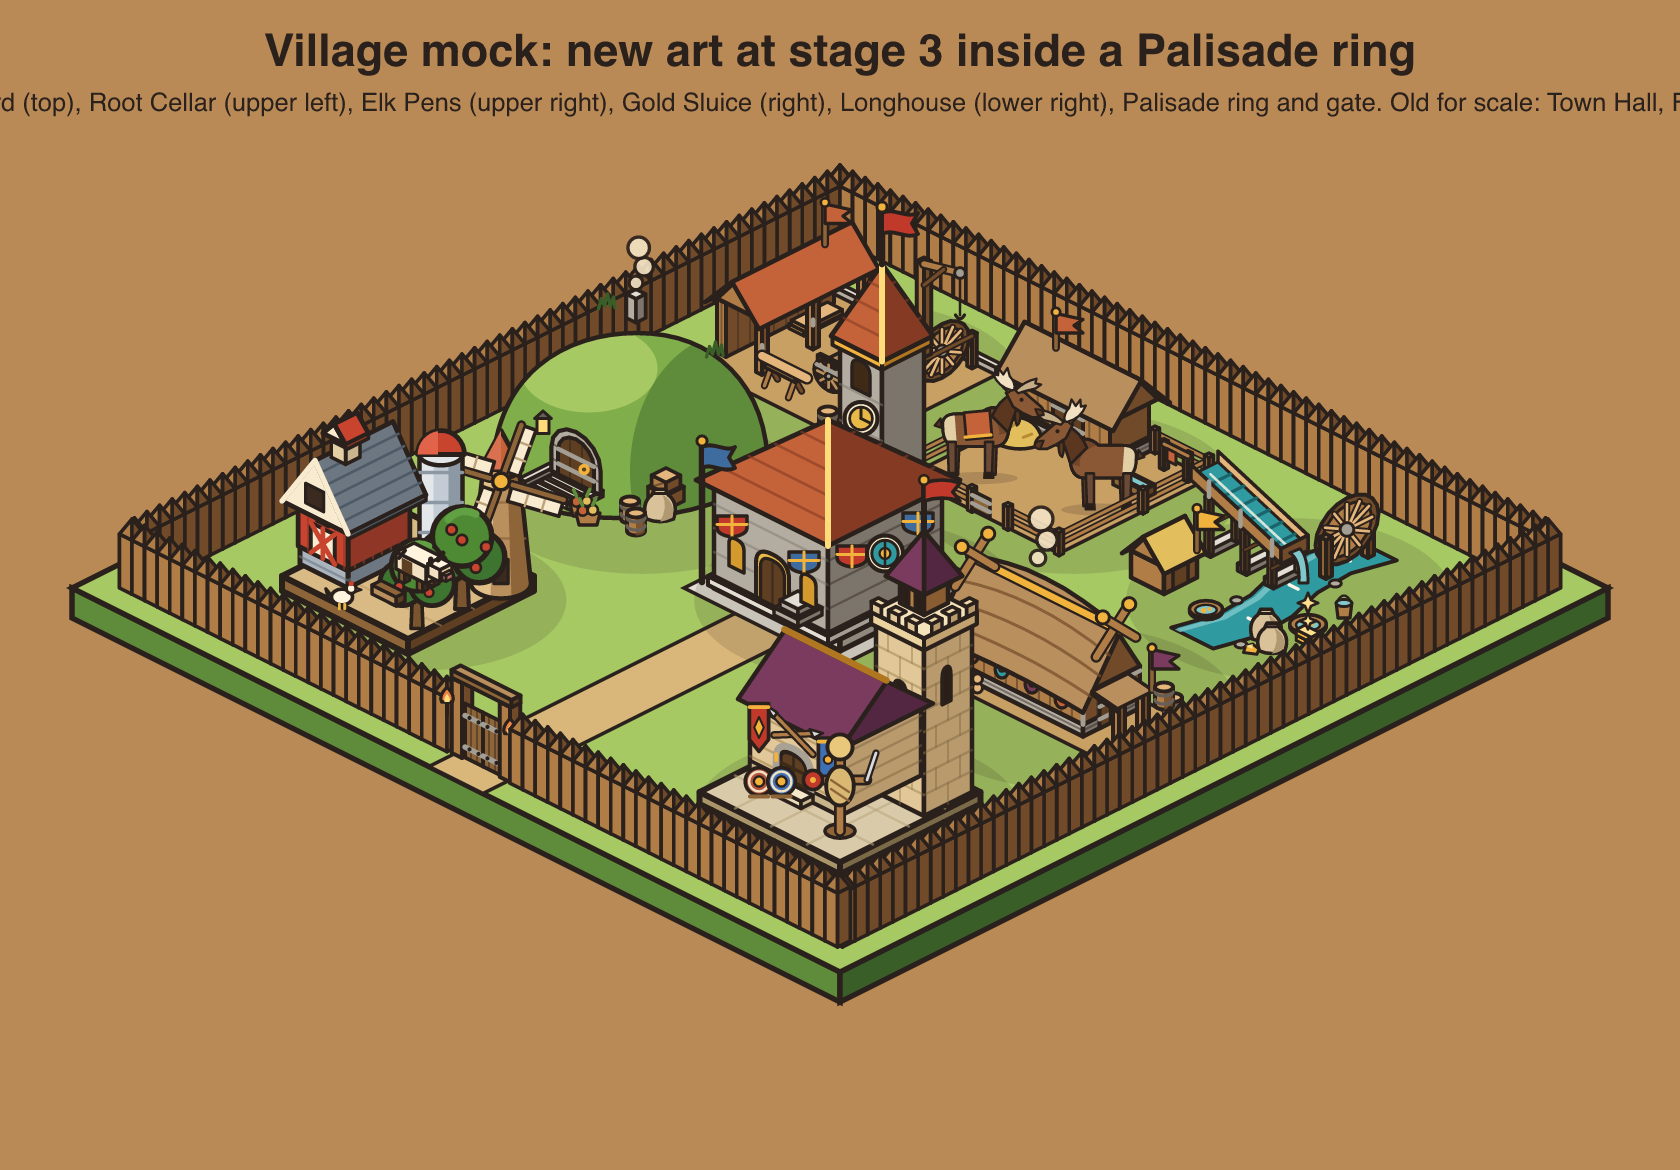 Village mock: new art at stage 3 inside a Palisade ring
(top), Root Cellar (upper left), Elk Pens (upper right), Gold Sluice (right), Longhouse (lower right), Palisade ring and gate. Old for scale: Town Hall,